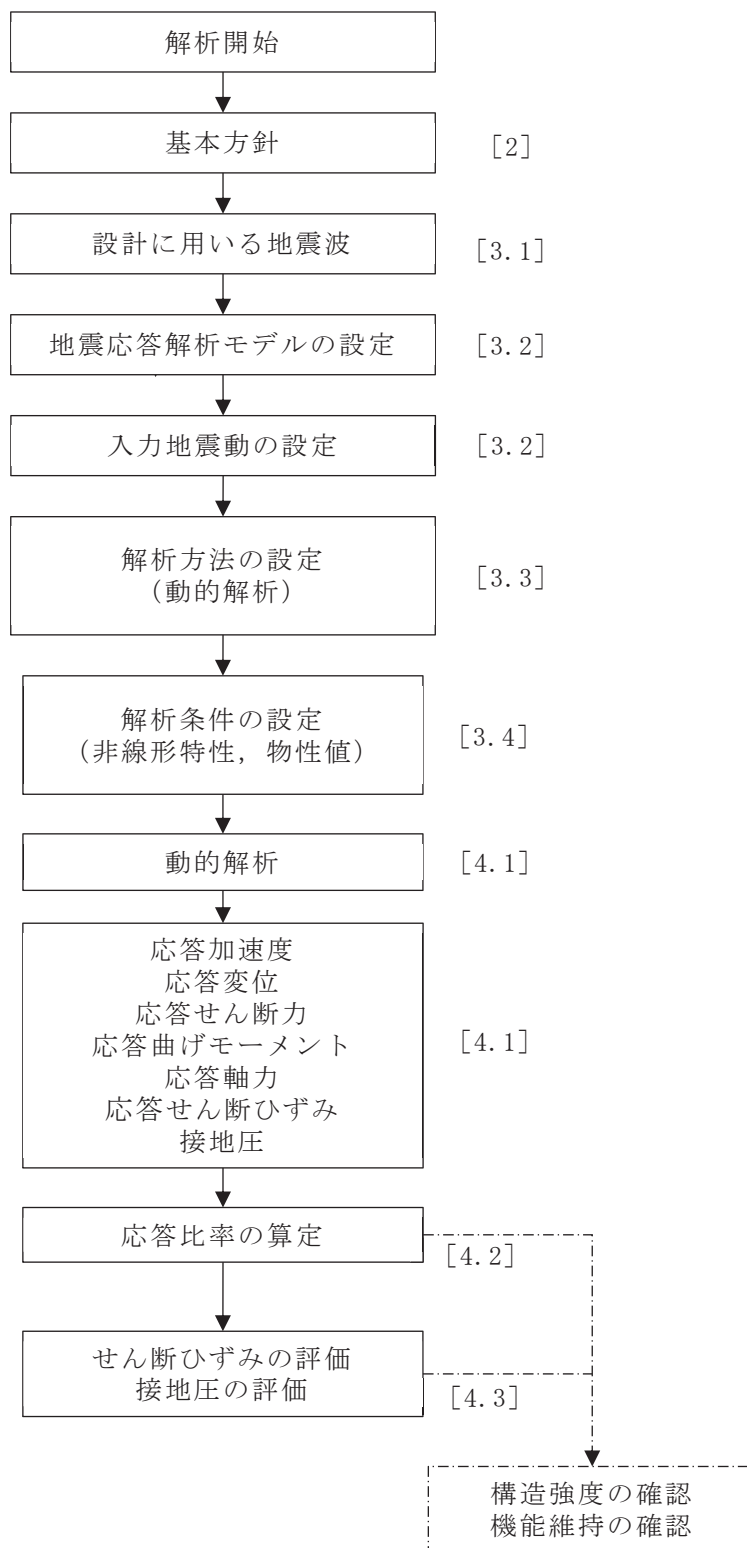 解析開始
基本方針
[2]
設計に用いる地震波
[3.1]
地震応答解析モデルの設定
[3.2]
入力地震動の設定
[3.2]
解析方法の設定
(動的解析)
[3.3]
解析条件の設定
(非線形特性，物性値)
[3.4]
動的解析
[4.1]
応答加速度
応答変位
応答せん断力
応答曲げモーメント
応答軸力
応答せん断ひずみ
接地圧
[4.1]
応答比率の算定
[4.2]
せん断ひずみの評価
接地圧の評価
[4.3]
構造強度の確認
機能維持の確認